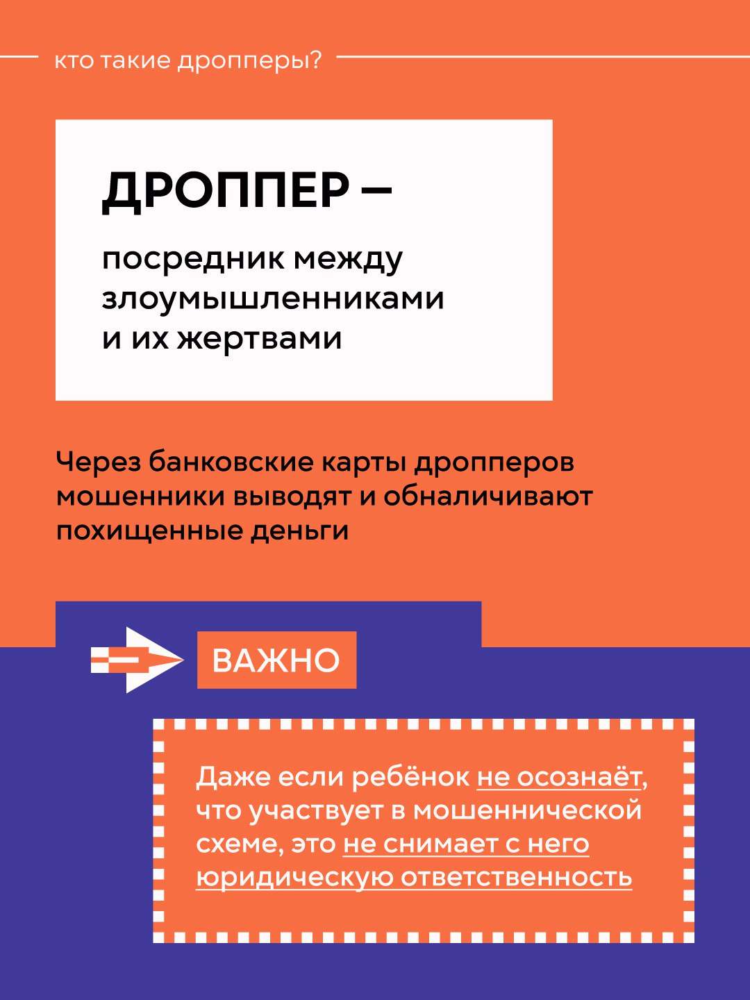 кто такие дропперы?
ДРОППЕР —
посредник между
злоумышленниками
и их жертвами
Через банковские карты дропперов
мошенники выводят и обналичивают
похищенные деньги
ВАЖНО
Даже если ребёнок не осознаёт,
что участвует в мошеннической
схеме, это не снимает с него
юридическую ответственность